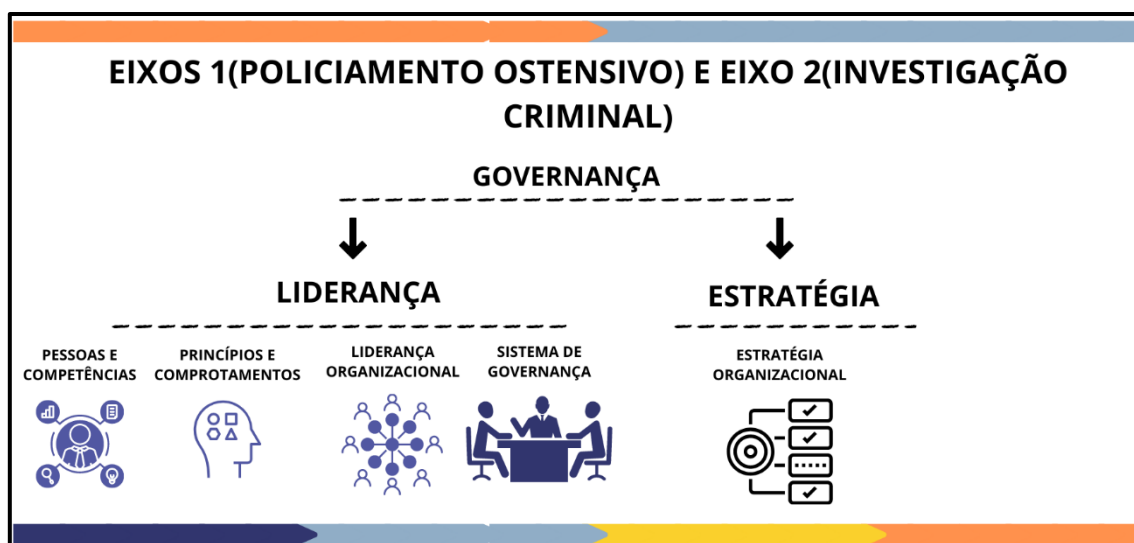 EIXOS 1(POLICIAMENTO OSTENSIVO) E EIXO 2(INVESTIGAÇÃO
CRIMINAL)
GOVERNANÇA
LIDERANÇA
ESTRATÉGIA
PESSOAS E
COMPETÊNCIAS
PRINCÍPIOS E
COMPROTAMENTOS
LIDERANÇA
ORGANIZACIONAL
SISTEMA DE
GOVERNANÇA
ESTRATÉGIA
ORGANIZACIONAL